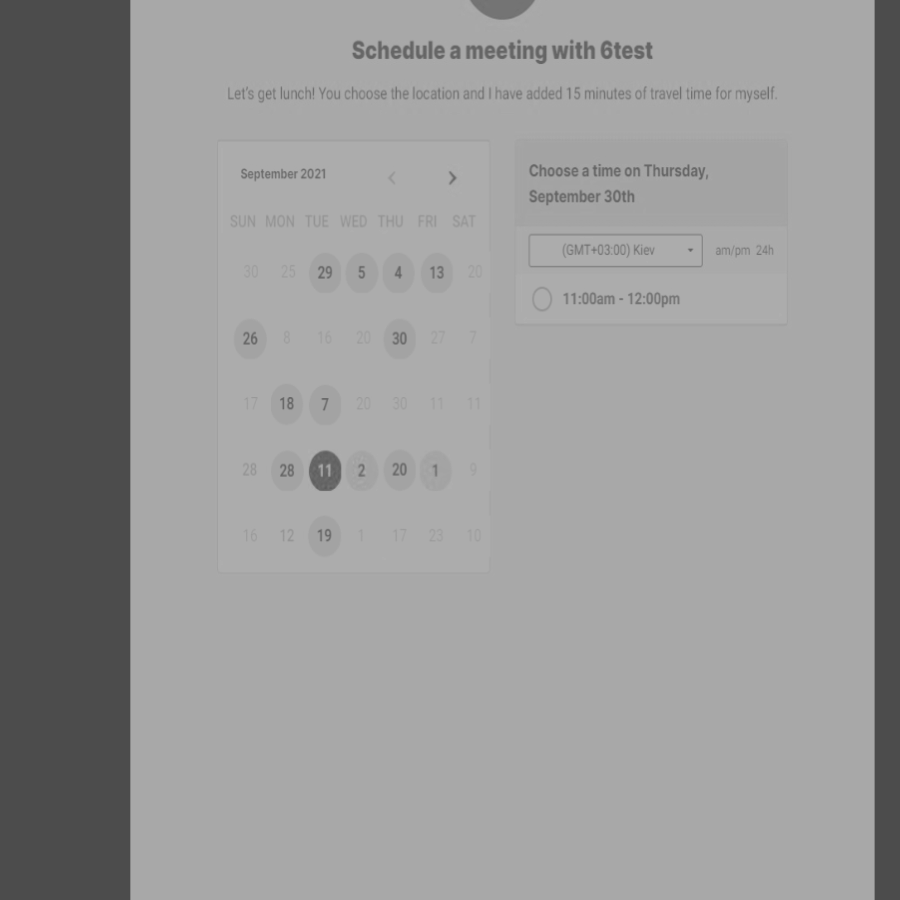 Schedule a meeting with 6test
Let's get lunch! You choose the location and I have added 15 minutes of travel time for myself.
September 2021
SUN MON TUE WED THU FRI SAT
30 25 29 5 4 13 20
26 8 16 20 30 27 7
17 18 7 20 30 11 11
28 28 11 2 20 1 9
16 12 19 1 17 23 10
Choose a time on Thursday,
September 30th
(GMT+03:00) Kiev am/pm 24h
11:00am - 12:00pm